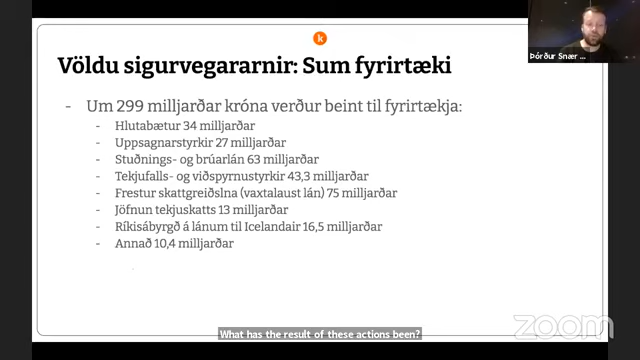 k
Völdu sigurvegararnir: Sum fyrirtæki
- Um 299 milljarðar króna verður beint til fyrirtækja:
- Hlutabætur 34 milljarðar
- Uppsagnarstyrkir 27 milljarðar
- Stuðnings- og brúarlán 63 milljarðar
- Tekjufalls- og viðspyrnustyrkir 43,3 milljarðar
- Frestur skattgreiðslna (vaxtalaust lán) 75 milljarðar
- Jöfnun tekjuskatts 13 milljarðar
- Ríkisábyrgð á lánum til Icelandair 16,5 milljarðar
- Annað 10,4 milljarðar
Þórður Snær ...
What has the result of these actions been?
zoom